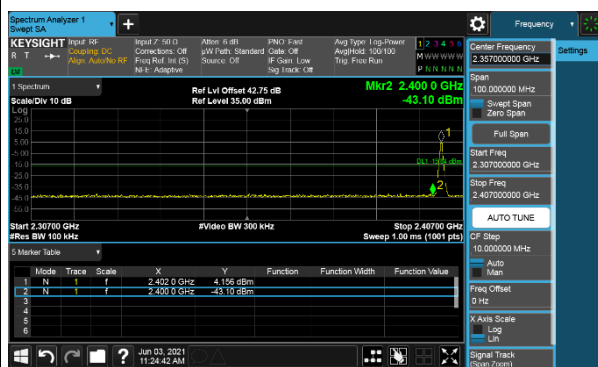 Spectrum Analyzer 1
Swept SA
+
Frequency
KEYSIGHT
R T
Input: RF
Coupling: DC
Align: Auto/No RF
Input Z: 50 Ω
Corrections: Off
Freq Ref: Int (S)
NFE: Adaptive
Atten: 6 dB
µW Path: Standard
Source: Off
PNO: Fast
Gate: Off
IF Gain: Low
Sig Track: Off
Avg Type: Log-Power
Avg|Hold: 100/100
Trig: Free Run
1 2 3 4 5 6
M W W W W W
P N N N N N
1 Spectrum
Scale/Div 10 dB
Ref Lvl Offset 42.75 dB
Ref Level 35.00 dBm
Mkr2 2.400 0 GHz
-43.10 dBm
Log
25.0
15.0
5.00
-5.00
-15.0
-25.0
-35.0
-45.0
-55.0
1
2
Start 2.30700 GHz
#Res BW 100 kHz
#Video BW 300 kHz
Stop 2.40700 GHz
Sweep 1.00 ms (1001 pts)
5 Marker Table
Mode Trace Scale X Y Function Function Width Function Value
1 N 1 f 2.402 0 GHz 4.156 dBm
2 N 1 f 2.400 0 GHz -43.10 dBm
3
4
5
6
?
Jun 03, 2021
11:24:42 AM
Center Frequency
2.357000000 GHz
Settings
Span
100.000000 MHz
Swept Span
Zero Span
Full Span
Start Freq
2.307000000 GHz
Stop Freq
2.407000000 GHz
AUTO TUNE
CF Step
10.000000 MHz
Auto
Man
Freq Offset
0 Hz
X Axis Scale
Log
Lin
Signal Track
(Span Zoom)